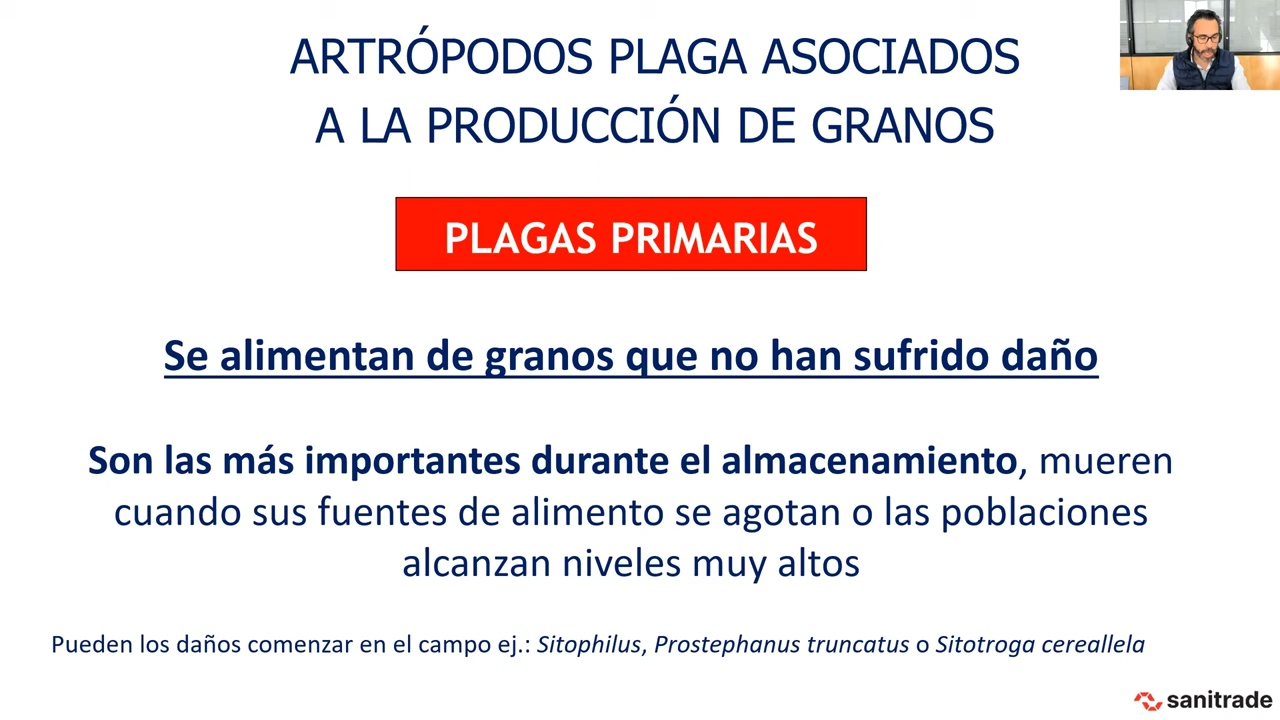 ARTRÓPODOS PLAGA ASOCIADOS
A LA PRODUCCIÓN DE GRANOS
PLAGAS PRIMARIAS
Se alimentan de granos que no han sufrido daño
Son las más importantes durante el almacenamiento, mueren
cuando sus fuentes de alimento se agotan o las poblaciones
alcanzan niveles muy altos
Pueden los daños comenzar en el campo ej.: Sitophilus, Prostephanus truncatus o Sitotroga cereallela
sanitrade